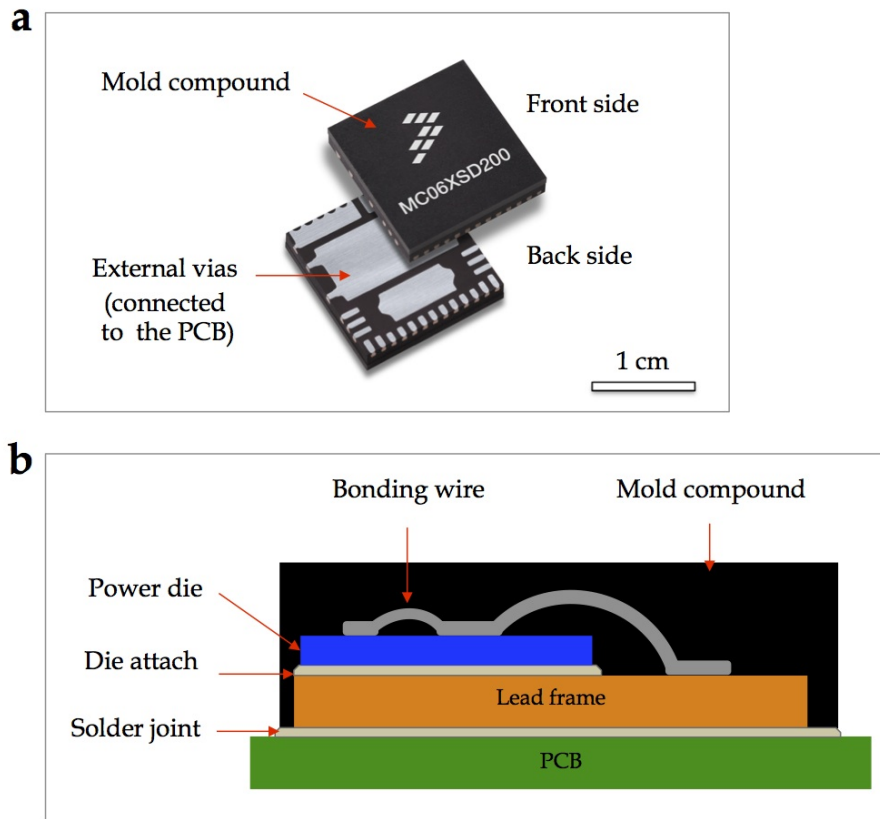 a
Mold compound
Front side
MC06XSD200
Back side
External vias
(connected
to the PCB)
1 cm
b
Bonding wire
Mold compound
Power die
Die attach
Lead frame
Solder joint
PCB